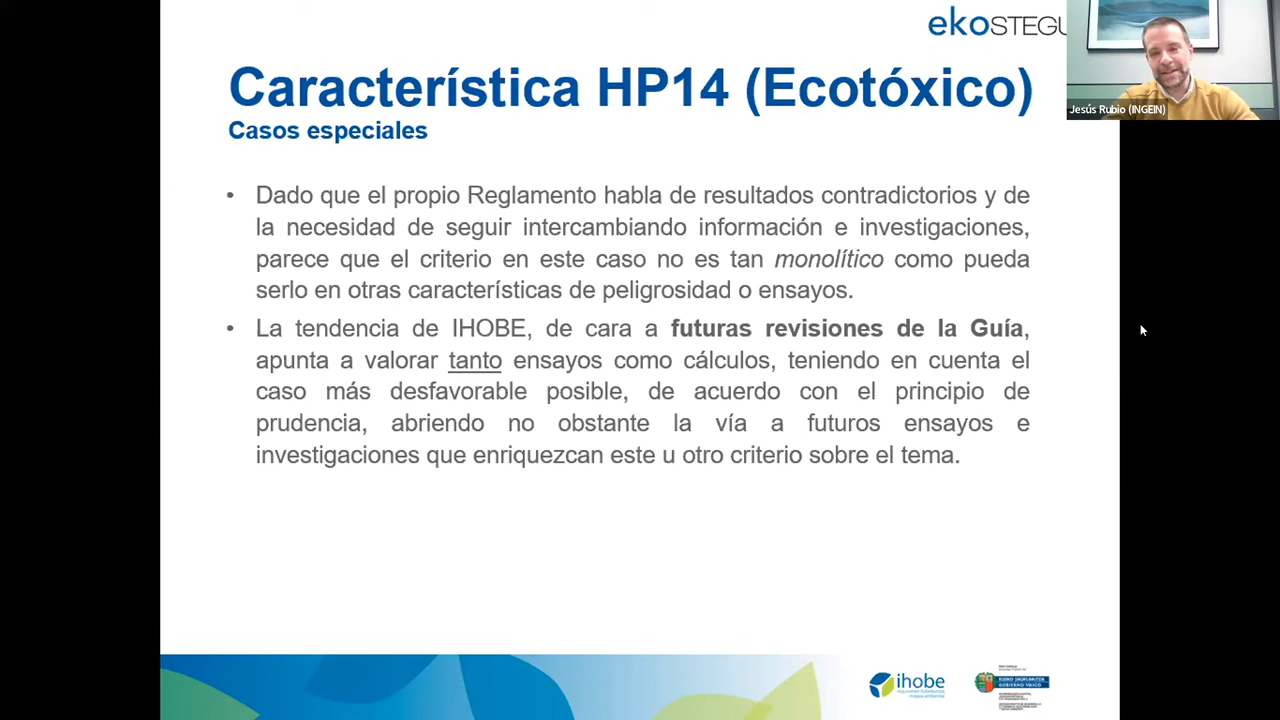 ekoSTEGU
Característica HP14 (Ecotóxico)
Casos especiales
Jesús Rubio (INGEIN)
• Dado que el propio Reglamento habla de resultados contradictorios y de
la necesidad de seguir intercambiando información e investigaciones,
parece que el criterio en este caso no es tan monolítico como pueda
serlo en otras características de peligrosidad o ensayos.
• La tendencia de IHOBE, de cara a futuras revisiones de la Guía,
apunta a valorar tanto ensayos como cálculos, teniendo en cuenta el
caso más desfavorable posible, de acuerdo con el principio de
prudencia, abriendo no obstante la vía a futuros ensayos e
investigaciones que enriquezcan este u otro criterio sobre el tema.
ihobe
EUSKO JAURLARITZA
GOBIERNO VASCO